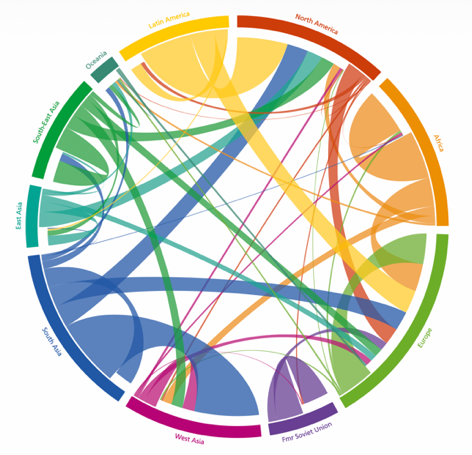 Latin America
North America
Oceania
South-East Asia
Africa
East Asia
South Asia
Europe
West Asia
Fmr Soviet Union